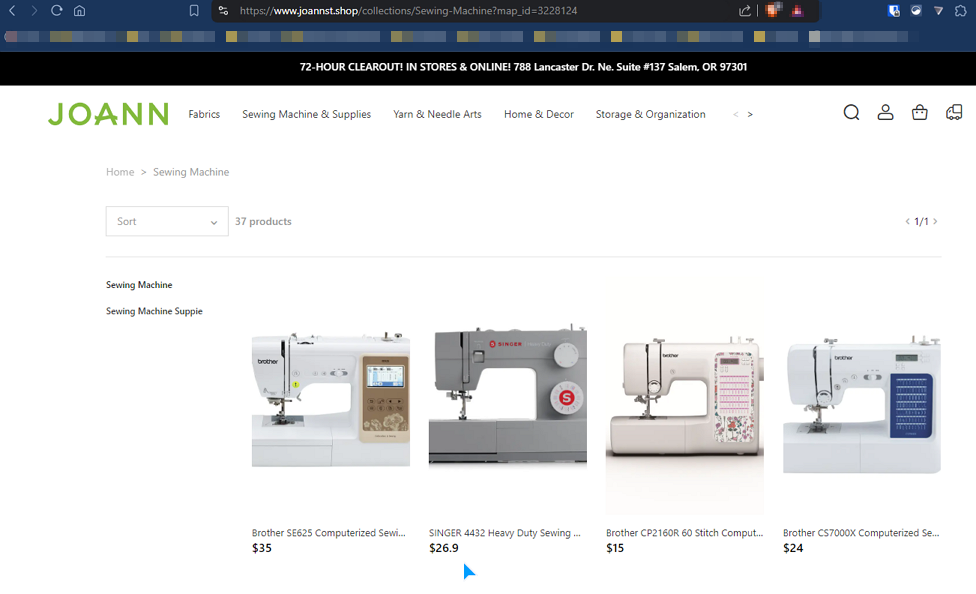 https://www.joannst.shop/collections/Sewing-Machine?map_id=3228124
72-HOUR CLEAROUT! IN STORES & ONLINE! 788 Lancaster Dr. Ne. Suite #137 Salem, OR 97301
JOANN Fabrics Sewing Machine & Supplies Yarn & Needle Arts Home & Decor Storage & Organization < >
Home > Sewing Machine
Sort 37 products < 1/1 >
Sewing Machine
Sewing Machine Suppie
brother
S SINGER
S
brother
brother
Brother SE625 Computerized Sewi... SINGER 4432 Heavy Duty Sewing ... Brother CP2160R 60 Stitch Comput... Brother CS7000X Computerized Se...
$35 $26.9 $15 $24